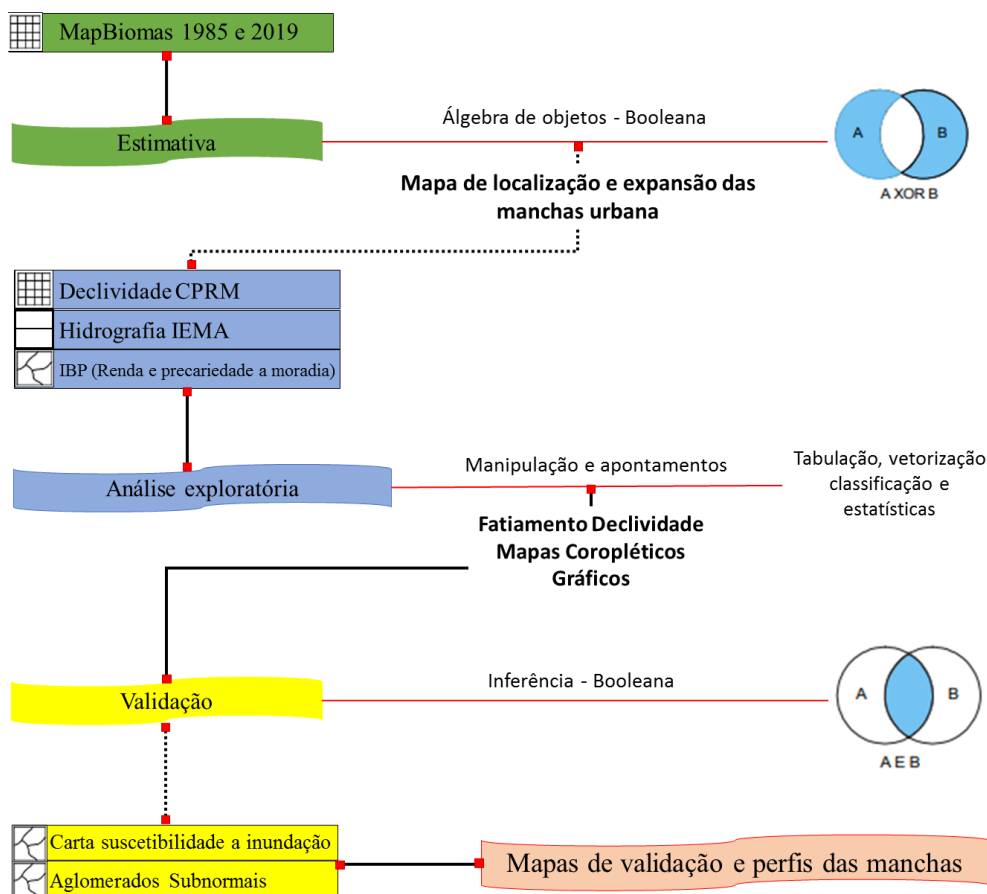 MapBiomas 1985 e 2019
Estimativa
Álgebra de objetos - Booleana
A
B
A XOR B
Mapa de localização e expansão das
manchas urbana
Declividade CPRM
Hidrografia IEMA
IBP (Renda e precariedade a moradia)
Análise exploratória
Manipulação e apontamentos
Tabulação, vetorização
classificação e
estatísticas
Fatiamento Declividade
Mapas Coropléticos
Gráficos
Validação
Inferência - Booleana
A
B
A E B
Carta suscetibilidade a inundação
Aglomerados Subnormais
Mapas de validação e perfis das manchas